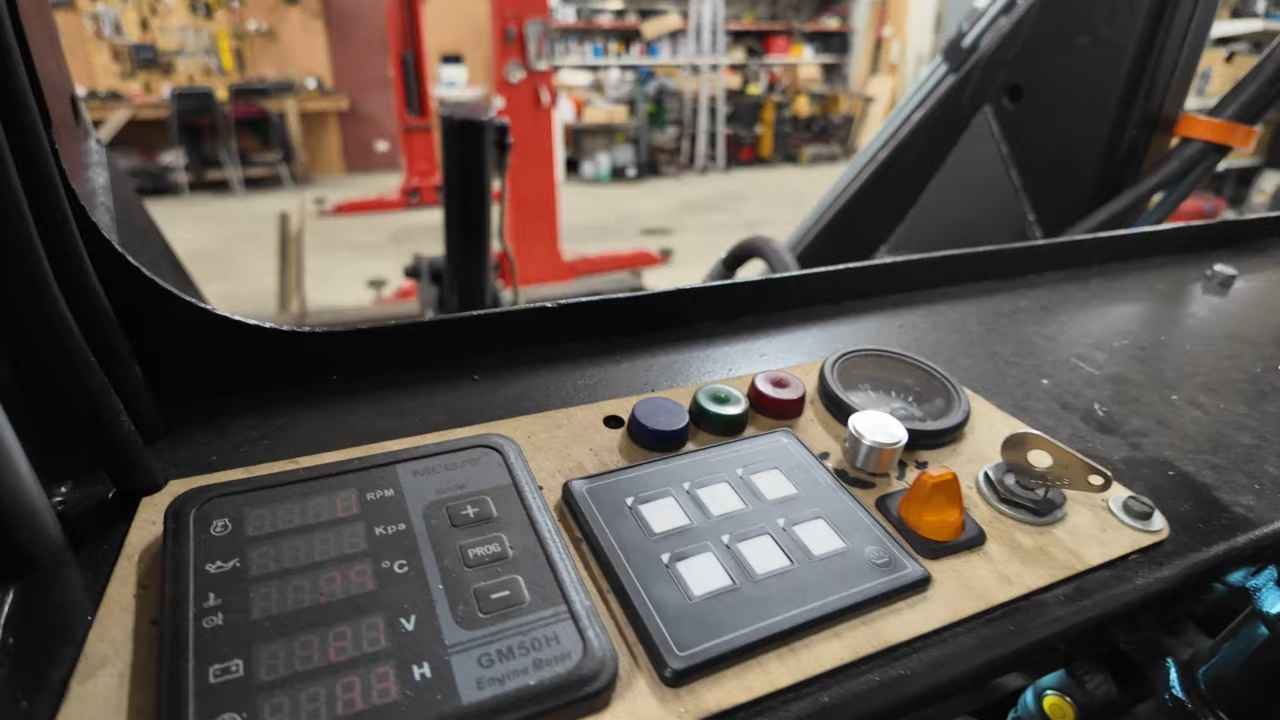 RPM
Kpa
°C
V
H
+
PROG
−
GM50H
Engine Meter